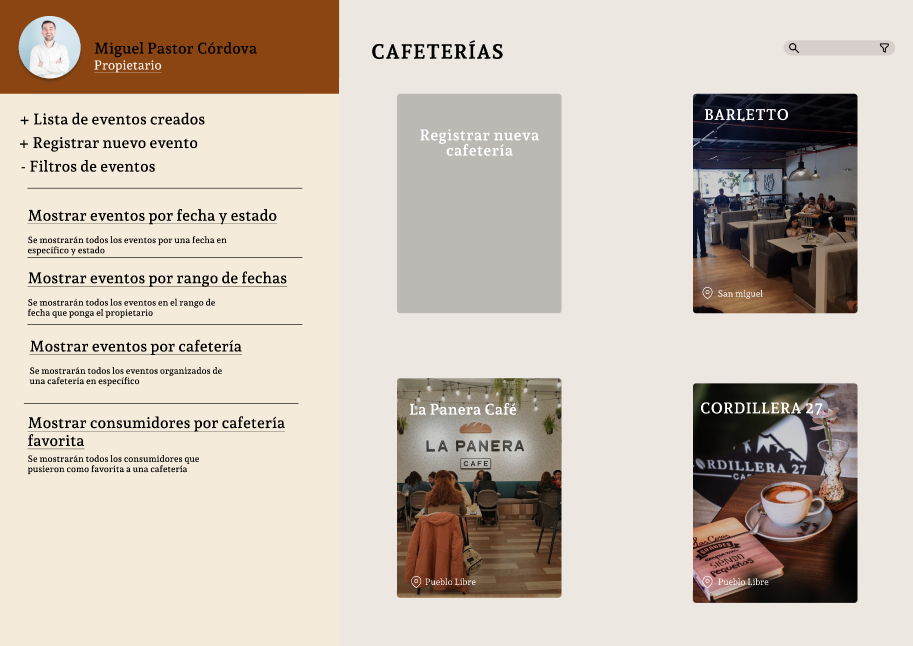 Miguel Pastor Córdova
Propietario
+ Lista de eventos creados
+ Registrar nuevo evento
- Filtros de eventos
Mostrar eventos por fecha y estado
Se mostrarán todos los eventos por una fecha en
específico y estado
Mostrar eventos por rango de fechas
Se mostrarán todos los eventos en el rango de
fecha que ponga el propietario
Mostrar eventos por cafetería
Se mostrarán todos los eventos organizados de
una cafetería en específico
Mostrar consumidores por cafetería
favorita
Se mostrarán todos los consumidores que
pusieron como favorita a una cafetería
CAFETERÍAS
Registrar nueva
cafetería
BARLETTO
San miguel
La Panera Café
LA PANERA
CAFE
Pueblo Libre
CORDILLERA 27
RDILLERA 27
Las Cosas
GRANDES
SIENDO
pequeñas
Pueblo Libre